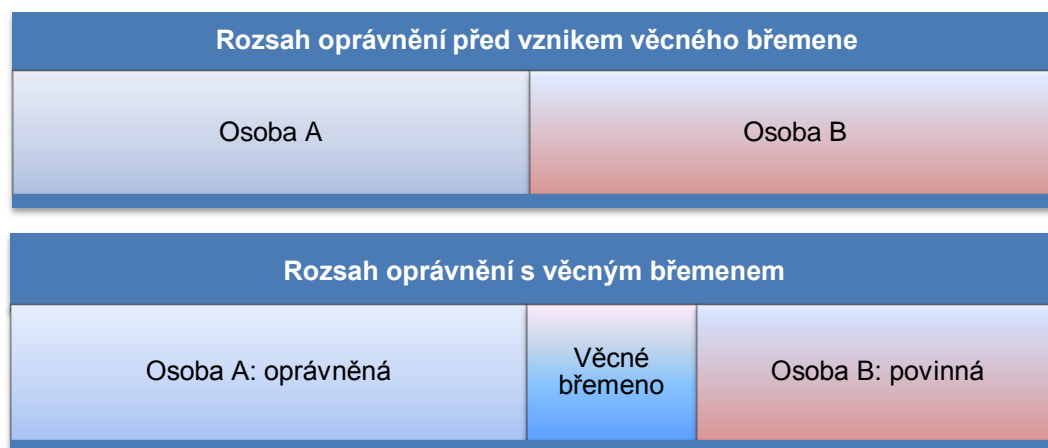 Rozsah oprávnění před vznikem věcného břemene
Osoba A
Osoba B
Rozsah oprávnění s věcným břemenem
Osoba A: oprávněná
Věcné
břemeno
Osoba B: povinná